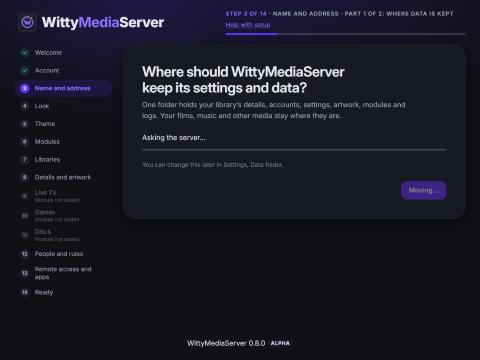 WittyMediaServer
STEP 3 OF 14 · NAME AND ADDRESS · PART 1 OF 2: WHERE DATA IS KEPT
Help with setup
Welcome
Account
3 Name and address
4 Look
5 Theme
6 Modules
7 Libraries
8 Details and artwork
9 Live TV
Module not added
10 Games
Module not added
11 Discs
Module not added
12 People and rules
13 Remote access and
apps
14 Ready
Where should WittyMediaServer
keep its settings and data?
One folder holds your library's details, accounts, settings, artwork, modules and
logs. Your films, music and other media stay where they are.
Asking the server...
You can change this later in Settings, Data folder.
Moving...
WittyMediaServer 0.8.0 ALPHA